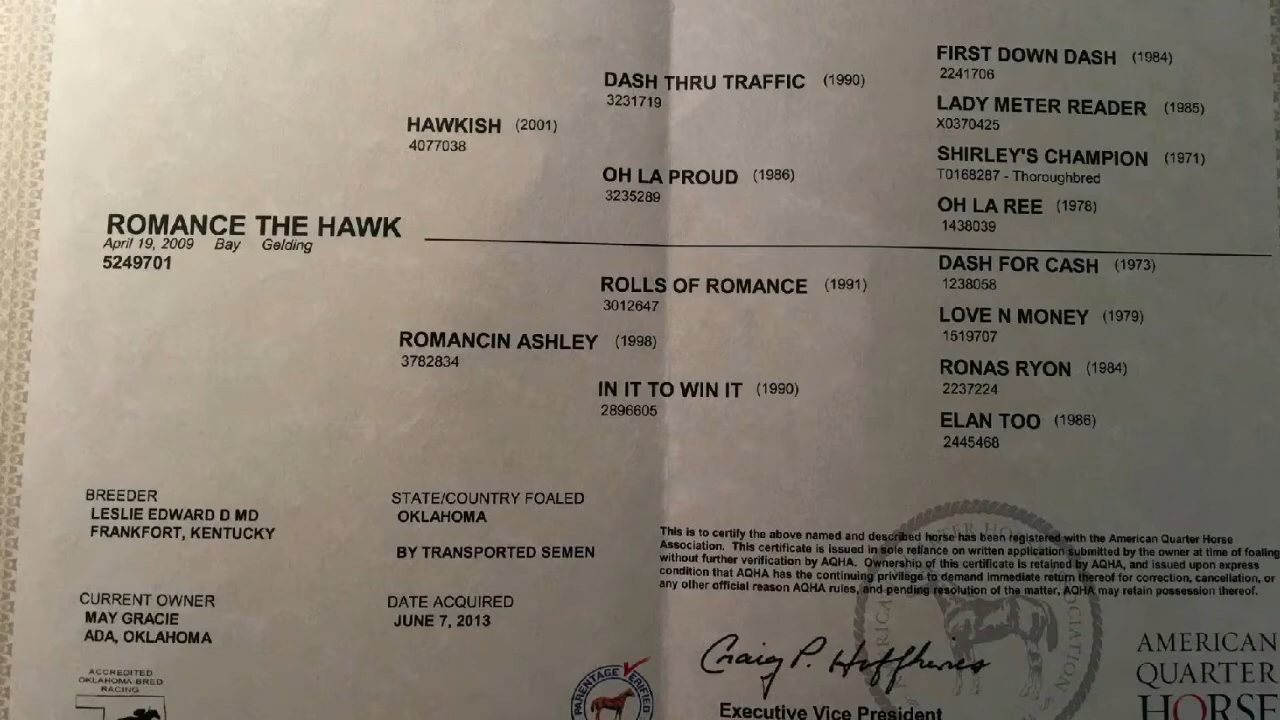 FIRST DOWN DASH (1984)
2241706
DASH THRU TRAFFIC (1990)
3231719
LADY METER READER (1985)
X0370425
HAWKISH (2001)
4077038
SHIRLEY'S CHAMPION (1971)
T0168287 - Thoroughbred
OH LA PROUD (1986)
3235289
OH LA REE (1978)
1438039
ROMANCE THE HAWK
April 19, 2009 Bay Gelding
5249701
DASH FOR CASH (1973)
1238058
ROLLS OF ROMANCE (1991)
3012647
LOVE N MONEY (1979)
1519707
ROMANCIN ASHLEY (1998)
3782834
RONAS RYON (1984)
2237224
IN IT TO WIN IT (1990)
2896605
ELAN TOO (1986)
2445468
BREEDER
LESLIE EDWARD D MD
FRANKFORT, KENTUCKY
STATE/COUNTRY FOALED
OKLAHOMA
BY TRANSPORTED SEMEN
This is to certify the above named and described horse has been registered with the American Quarter Horse
Association. This certificate is issued in sole reliance on written application submitted by the owner at time of foaling
without further verification by AQHA. Ownership of this certificate is retained by AQHA, and issued upon express
condition that AQHA has the continuing privilege to demand immediate return thereof for correction, cancellation, or
any other official reason AQHA rules, and pending resolution of the matter, AQHA may retain possession thereof.
CURRENT OWNER
MAY GRACIE
ADA, OKLAHOMA
DATE ACQUIRED
JUNE 7, 2013
ACCREDITED
OKLAHOMA-BRED
RACING
PARENTAGE VERIFIED
Craig P. Huffhines
Executive Vice President
AMERICAN
QUARTER
HORSE